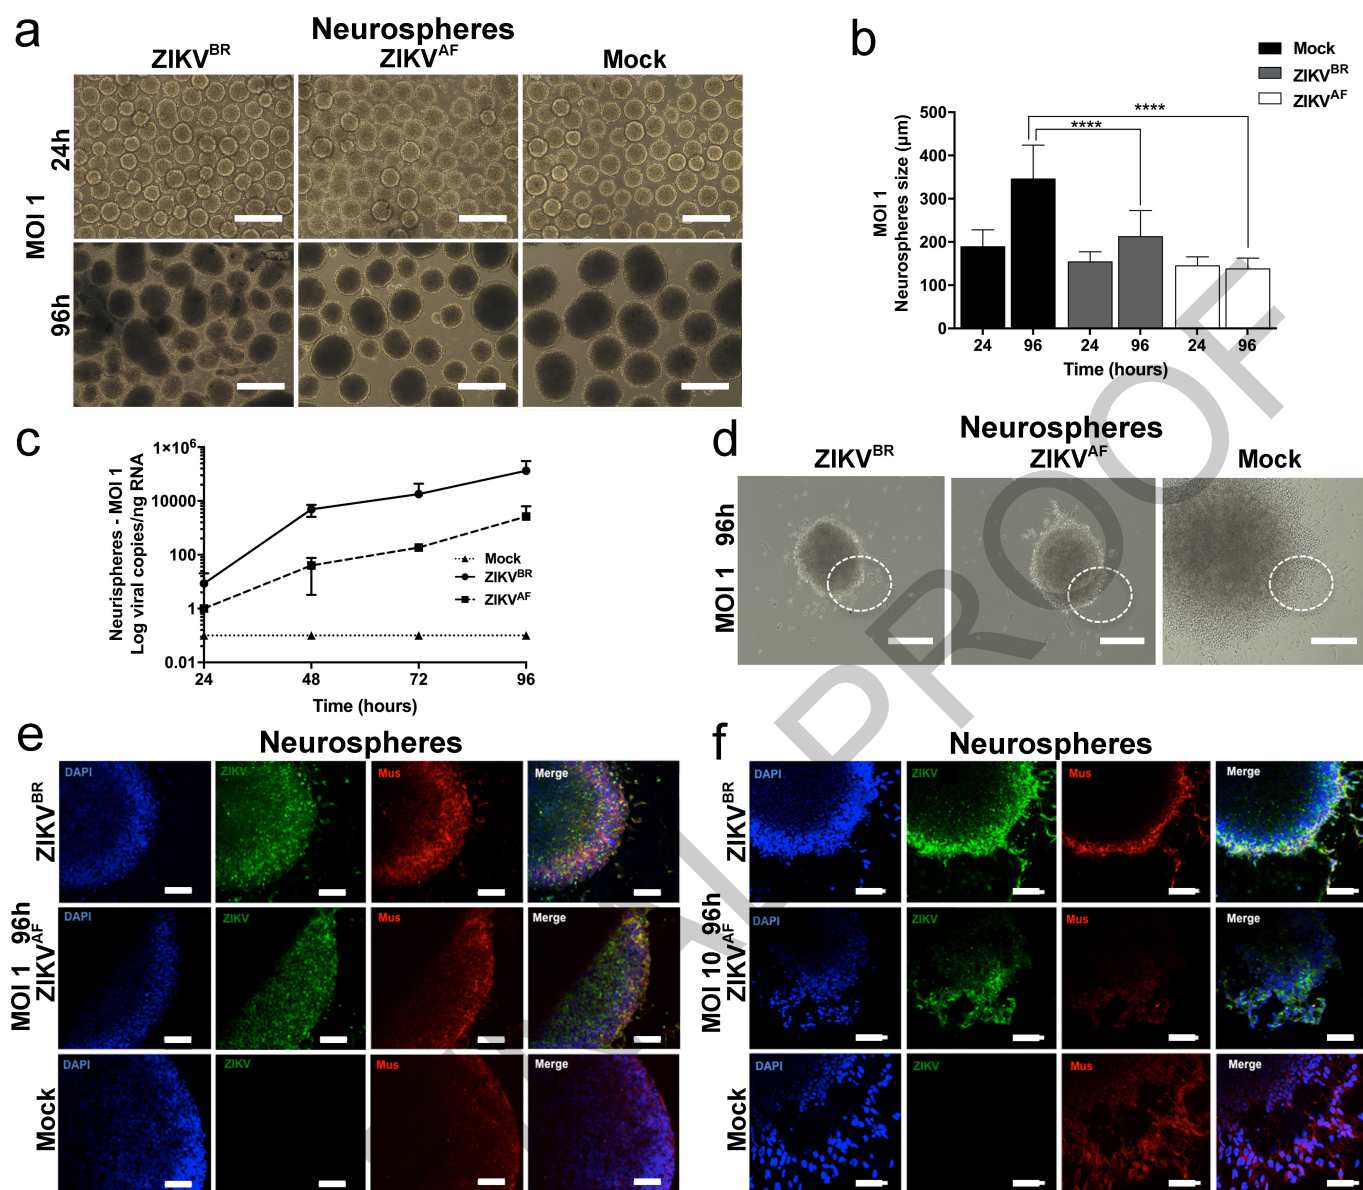 a
Neurospheres
ZIKVBR
ZIKVAF
Mock
MOI 1
24h
96h
b
Mock
ZIKVBR
ZIKVAF
MOI 1
Neurospheres size (µm)
500
400
300
200
100
0
****
****
24 96 24 96 24 96
Time (hours)
c
Neurispheres - MOI 1
Log viral copies/ng RNA
1×106
10000
100
1
0.01
Mock
ZIKVBR
ZIKVAF
24 48 72 96
Time (hours)
d
Neurospheres
ZIKVBR
ZIKVAF
Mock
MOI 1 96h
e
Neurospheres
MOI 1 96h
ZIKVBR
DAPI ZIKV Mus Merge
ZIKVAF
DAPI ZIKV Mus Merge
Mock
DAPI ZIKV Mus Merge
f
Neurospheres
MOI 10 96h
ZIKVBR
DAPI ZIKV Mus Merge
ZIKVAF
DAPI ZIKV Mus Merge
Mock
DAPI ZIKV Mus Merge
PROOF